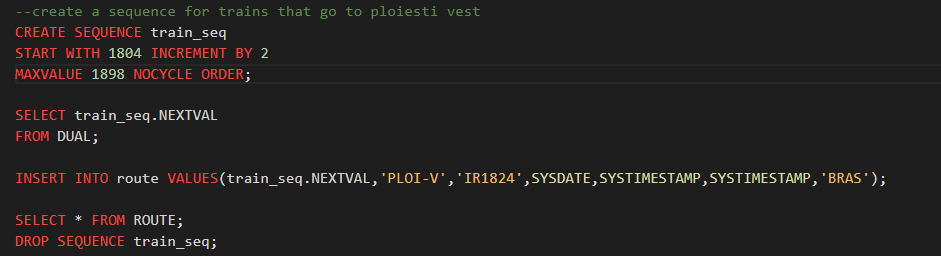 --create a sequence for trains that go to ploiesti vest
CREATE SEQUENCE train_seq
START WITH 1804 INCREMENT BY 2
MAXVALUE 1898 NOCYCLE ORDER;
SELECT train_seq.NEXTVAL
FROM DUAL;
INSERT INTO route VALUES(train_seq.NEXTVAL,'PLOI-V','IR1824',SYSDATE,SYSTIMESTAMP,SYSTIMESTAMP,'BRAS');
SELECT * FROM ROUTE;
DROP SEQUENCE train_seq;